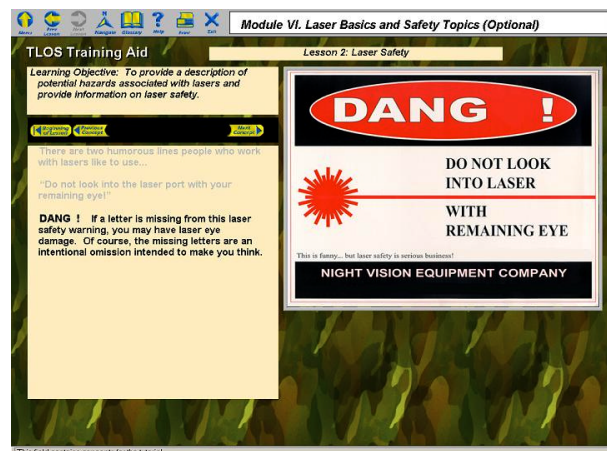 Menu
Prev Lesson
Next Lesson
Navigate
Glossary
Help
Print
Exit
Module VI. Laser Basics and Safety Topics (Optional)
TLOS Training Aid
Lesson 2: Laser Safety
Learning Objective: To provide a description of
potential hazards associated with lasers and
provide information on laser safety.
Beginning of Lesson
Previous Concept
Next Concept
There are two humorous lines people who work
with lasers like to use...
“Do not look into the laser port with your
remaining eye!”
DANG ! If a letter is missing from this laser
safety warning, you may have laser eye
damage. Of course, the missing letters are an
intentional omission intended to make you think.
DANG !
DO NOT LOOK
INTO LASER
WITH
REMAINING EYE
This is funny... but laser safety is serious business!
NIGHT VISION EQUIPMENT COMPANY